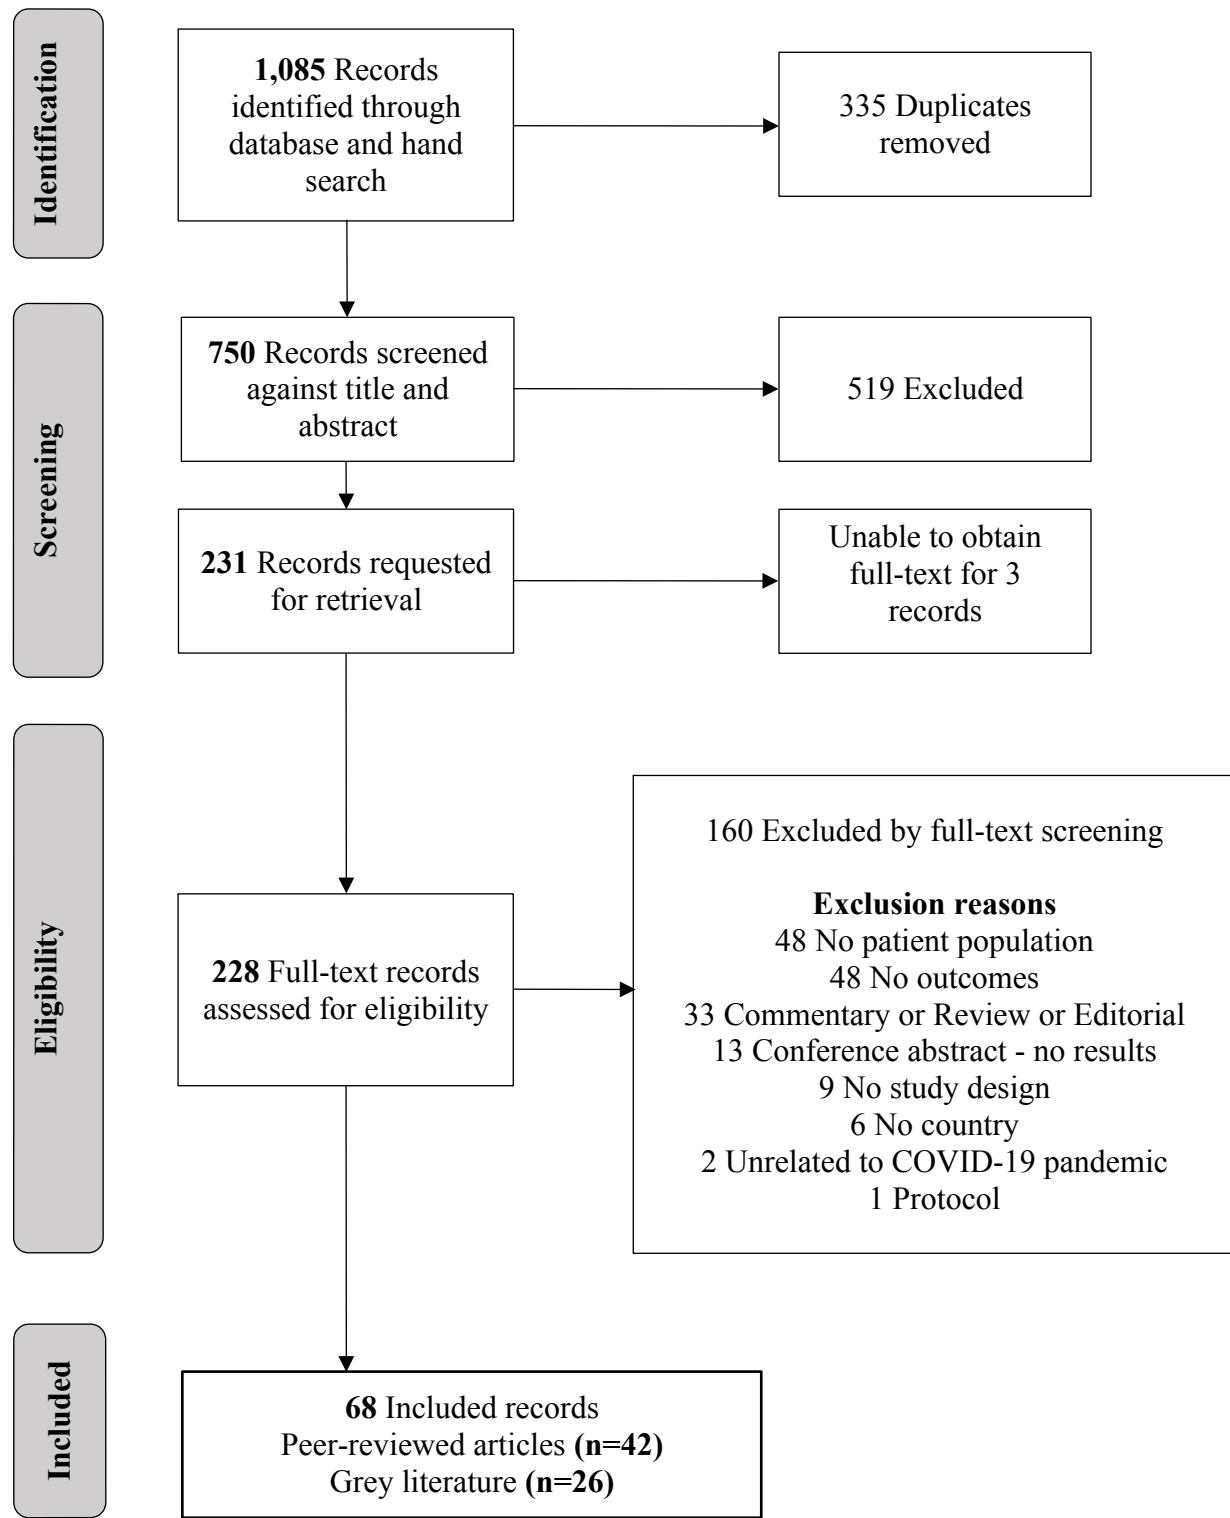 Identification
1,085 Records
identified through
database and hand
search
335 Duplicates
removed
Screening
750 Records screened
against title and
abstract
519 Excluded
231 Records requested
for retrieval
Unable to obtain
full-text for 3
records
Eligibility
228 Full-text records
assessed for eligibility
160 Excluded by full-text screening
Exclusion reasons
48 No patient population
48 No outcomes
33 Commentary or Review or Editorial
13 Conference abstract - no results
9 No study design
6 No country
2 Unrelated to COVID-19 pandemic
1 Protocol
Included
68 Included records
Peer-reviewed articles (n=42)
Grey literature (n=26)